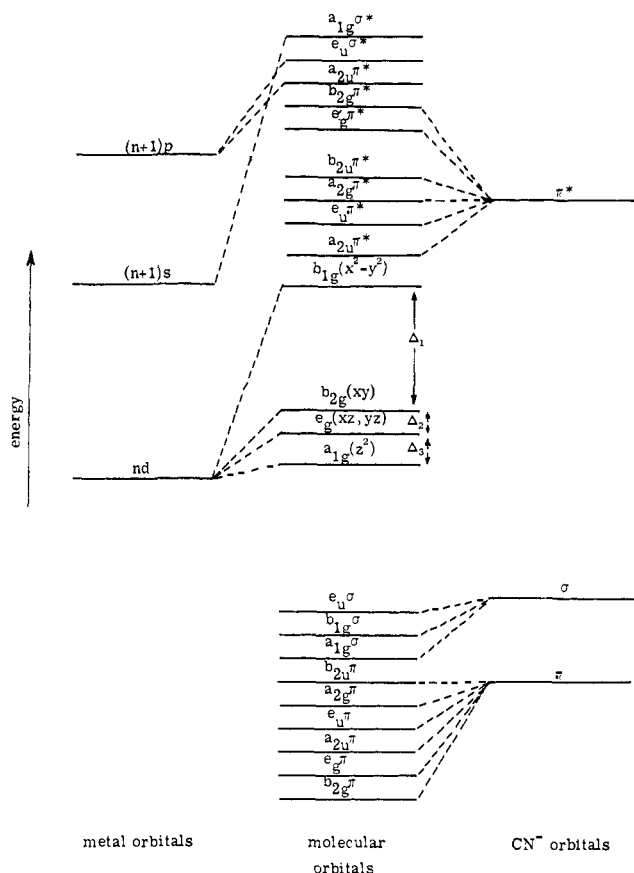 a₁gσ*
eᵤσ*
a₂ᵤπ*
b₂gπ*
egπ*
(n+1)p
b₂ᵤπ*
a₂gπ*
π*
eᵤπ*
a₂ᵤπ*
(n+1)s
b₁g(x²-y²)
Δ₁
energy
b₂g(xy)
eg(xz,yz)
Δ₂
a₁g(z²)
Δ₃
nd
eᵤσ
σ
b₁gσ
a₁gσ
b₂ᵤπ
π
a₂gπ
eᵤπ
a₂ᵤπ
egπ
b₂gπ
metal orbitals
molecular
orbitals
CN⁻ orbitals